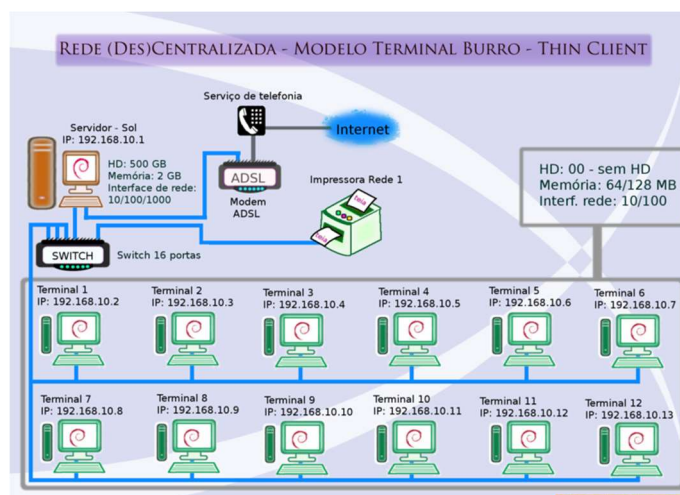 REDE (DES)CENTRALIZADA - MODELO TERMINAL BURRO - THIN CLIENT
Serviço de telefonia
Servidor - Sol
IP: 192.168.10.1
Internet
HD: 500 GB
Memória: 2 GB
Interface de rede:
10/100/1000
ADSL
Modem
ADSL
Impressora Rede 1
HD: 00 - sem HD
Memória: 64/128 MB
Interf. rede: 10/100
SWITCH
Switch 16 portas
Terminal 1
IP: 192.168.10.2
Terminal 2
IP: 192.168.10.3
Terminal 3
IP: 192.168.10.4
Terminal 4
IP: 192.168.10.5
Terminal 5
IP: 192.168.10.6
Terminal 6
IP: 192.168.10.7
Terminal 7
IP: 192.168.10.8
Terminal 8
IP: 192.168.10.9
Terminal 9
IP: 192.168.10.10
Terminal 10
IP: 192.168.10.11
Terminal 11
IP: 192.168.10.12
Terminal 12
IP: 192.168.10.13